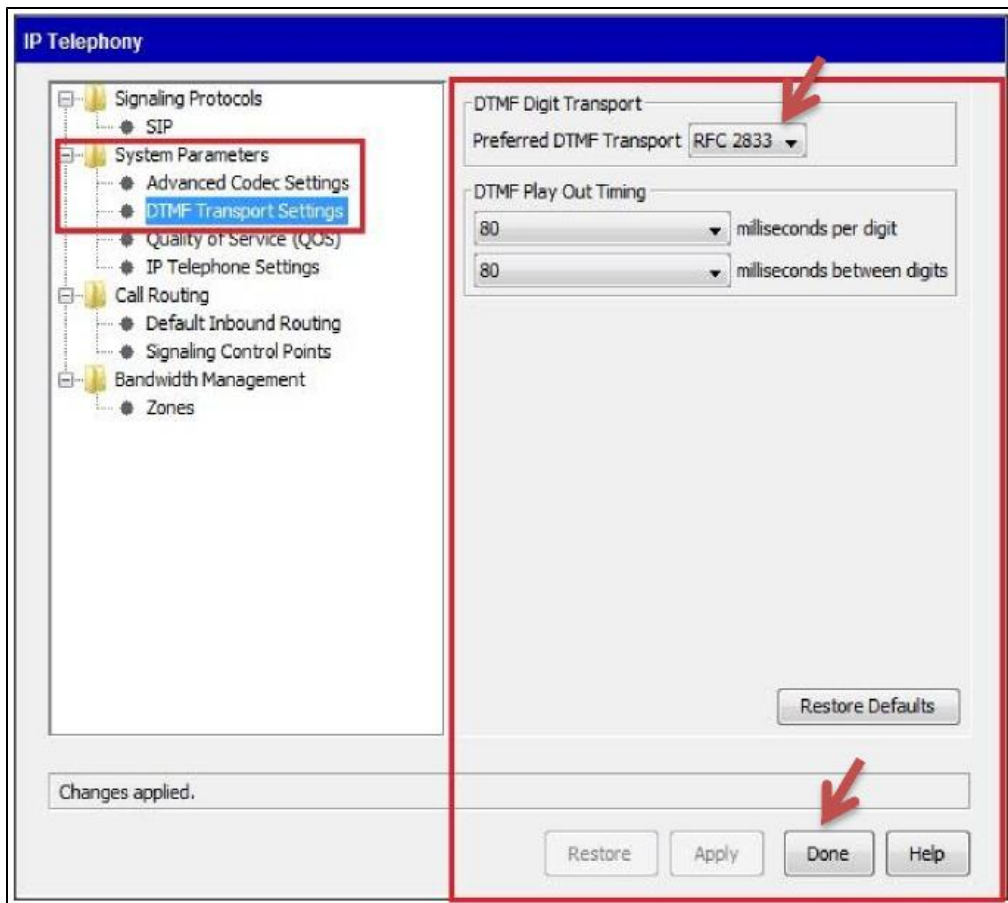 IP Telephony
Signaling Protocols
SIP
System Parameters
Advanced Codec Settings
DTMF Transport Settings
Quality of Service (QOS)
IP Telephone Settings
Call Routing
Default Inbound Routing
Signaling Control Points
Bandwidth Management
Zones
DTMF Digit Transport
Preferred DTMF Transport RFC 2833
DTMF Play Out Timing
80 milliseconds per digit
80 milliseconds between digits
Restore Defaults
Changes applied.
Restore Apply Done Help